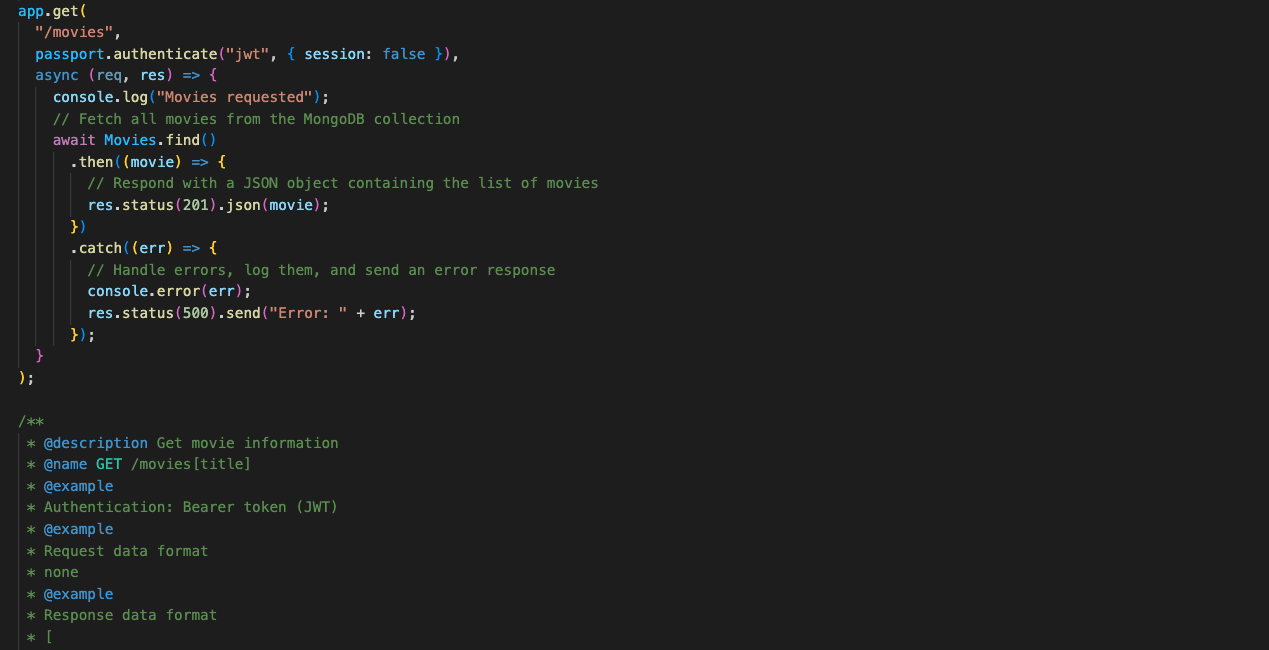 app.get(
"/movies",
passport.authenticate("jwt", { session: false }),
async (req, res) => {
console.log("Movies requested");
// Fetch all movies from the MongoDB collection
await Movies.find()
.then((movie) => {
// Respond with a JSON object containing the list of movies
res.status(201).json(movie);
})
.catch((err) => {
// Handle errors, log them, and send an error response
console.error(err);
res.status(500).send("Error: " + err);
});
}
);
/**
* @description Get movie information
* @name GET /movies[title]
* @example
* Authentication: Bearer token (JWT)
* @example
* Request data format
* none
* @example
* Response data format
* [